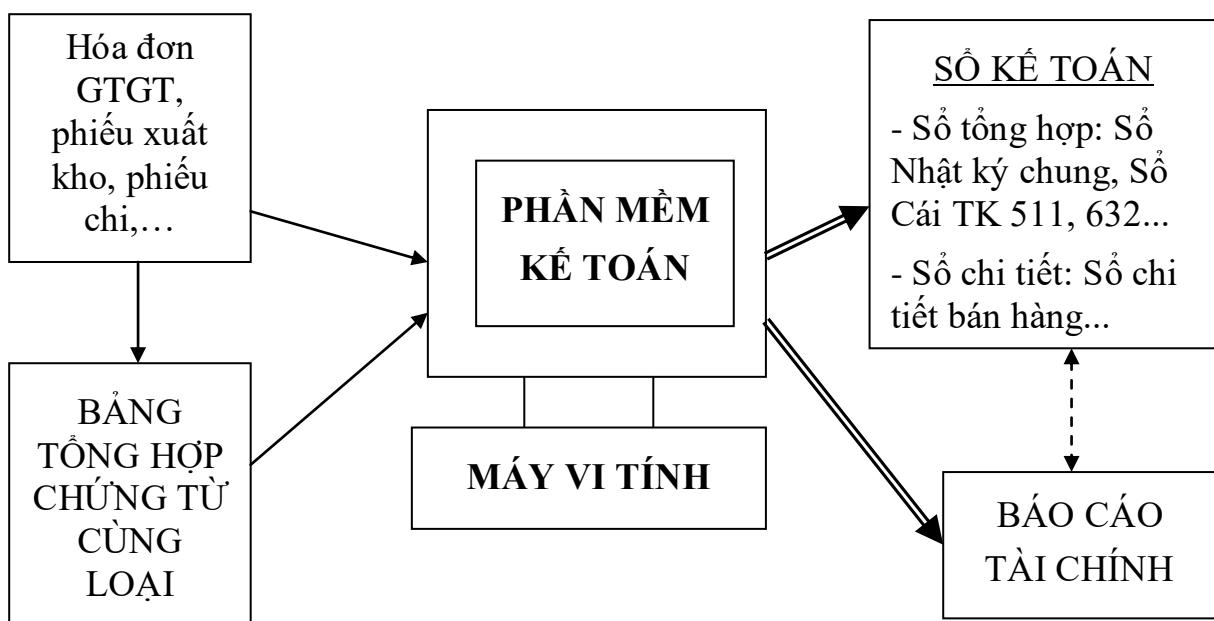 Hóa đơn
GTGT,
phiếu xuất
kho, phiếu
chi,…
BẢNG
TỔNG HỢP
CHỨNG TỪ
CÙNG
LOẠI
PHẦN MỀM
KẾ TOÁN
MÁY VI TÍNH
SỔ KẾ TOÁN
- Sổ tổng hợp: Sổ
Nhật ký chung, Sổ
Cái TK 511, 632...
- Sổ chi tiết: Sổ chi
tiết bán hàng...
BÁO CÁO
TÀI CHÍNH